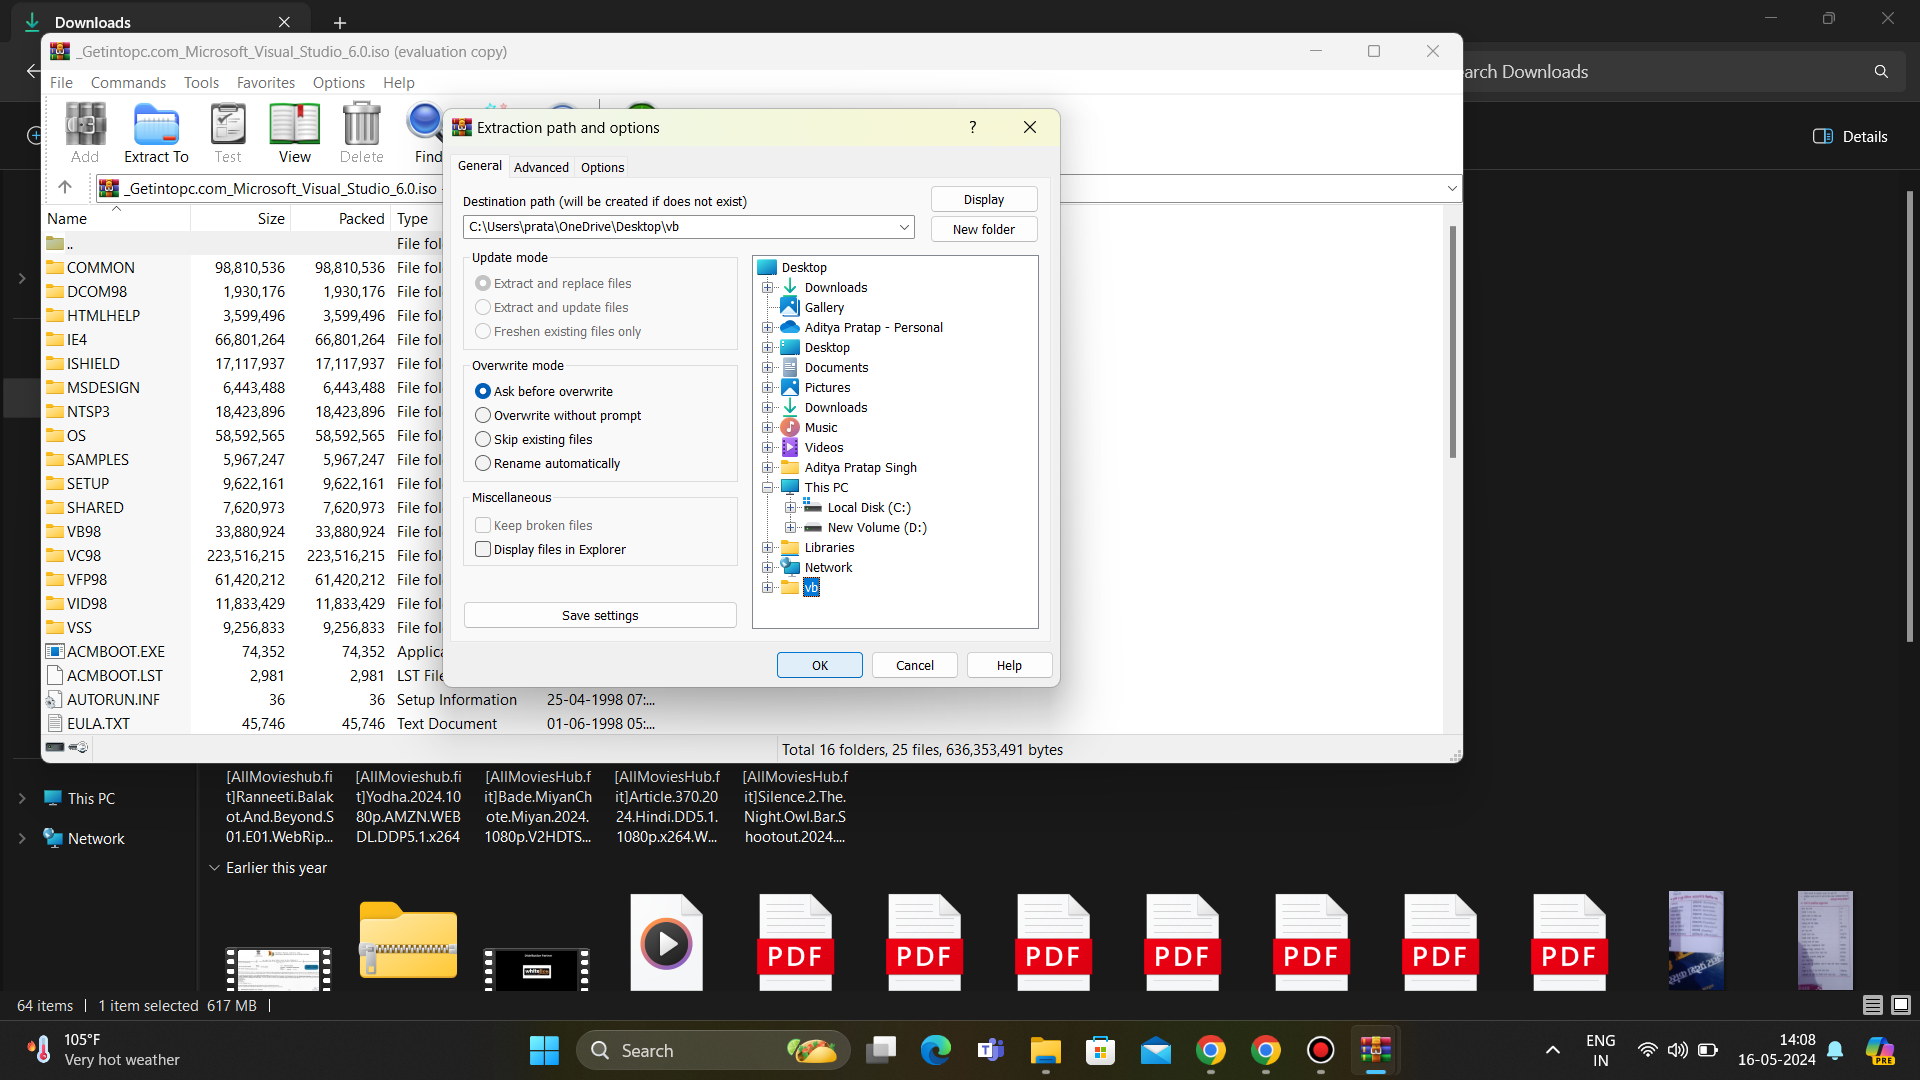 Downloads
_Getintopc.com_Microsoft_Visual_Studio_6.0.iso (evaluation copy)
File Commands Tools Favorites Options Help
arch Downloads
Add Extract To Test View Delete Find
Details
_Getintopc.com_Microsoft_Visual_Studio_6.0.iso
Name Size Packed Type
.. File fol
COMMON 98,810,536 98,810,536 File fol
DCOM98 1,930,176 1,930,176 File fol
HTMLHELP 3,599,496 3,599,496 File fol
IE4 66,801,264 66,801,264 File fol
ISHIELD 17,117,937 17,117,937 File fol
MSDESIGN 6,443,488 6,443,488 File fol
NTSP3 18,423,896 18,423,896 File fol
OS 58,592,565 58,592,565 File fol
SAMPLES 5,967,247 5,967,247 File fol
SETUP 9,622,161 9,622,161 File fol
SHARED 7,620,973 7,620,973 File fol
VB98 33,880,924 33,880,924 File fol
VC98 223,516,215 223,516,215 File fol
VFP98 61,420,212 61,420,212 File fol
VID98 11,833,429 11,833,429 File fol
VSS 9,256,833 9,256,833 File fol
ACMBOOT.EXE 74,352 74,352 Applica
ACMBOOT.LST 2,981 2,981 LST File
AUTORUN.INF 36 36 Setup Information 25-04-1998 07:...
EULA.TXT 45,746 45,746 Text Document 01-06-1998 05:...
Total 16 folders, 25 files, 636,353,491 bytes
Extraction path and options
?
General Advanced Options
Destination path (will be created if does not exist)
Display
C:\Users\prata\OneDrive\Desktop\vb
New folder
Update mode
Extract and replace files
Extract and update files
Freshen existing files only
Overwrite mode
Ask before overwrite
Overwrite without prompt
Skip existing files
Rename automatically
Miscellaneous
Keep broken files
Display files in Explorer
Save settings
Desktop
Downloads
Gallery
Aditya Pratap - Personal
Desktop
Documents
Pictures
Downloads
Music
Videos
Aditya Pratap Singh
This PC
Local Disk (C:)
New Volume (D:)
Libraries
Network
vb
OK Cancel Help
This PC
Network
[AllMovieshub.fi
t]Ranneeti.Balak
ot.And.Beyond.S
01.E01.WebRip...
[AllMovieshub.fi
t]Yodha.2024.10
80p.AMZN.WEB
DL.DDP5.1.x264
[AllMoviesHub.f
it]Bade.MiyanCh
ote.Miyan.2024.
1080p.V2HDTS...
[AllMoviesHub.f
it]Article.370.20
24.Hindi.DD5.1.
1080p.x264.W...
[AllMoviesHub.f
it]Silence.2.The.
Night.Owl.Bar.S
hootout.2024....
Earlier this year
PDF PDF PDF PDF PDF PDF PDF
64 items 1 item selected 617 MB
105°F
Very hot weather
Search
ENG
IN
14:08
16-05-2024
PRE